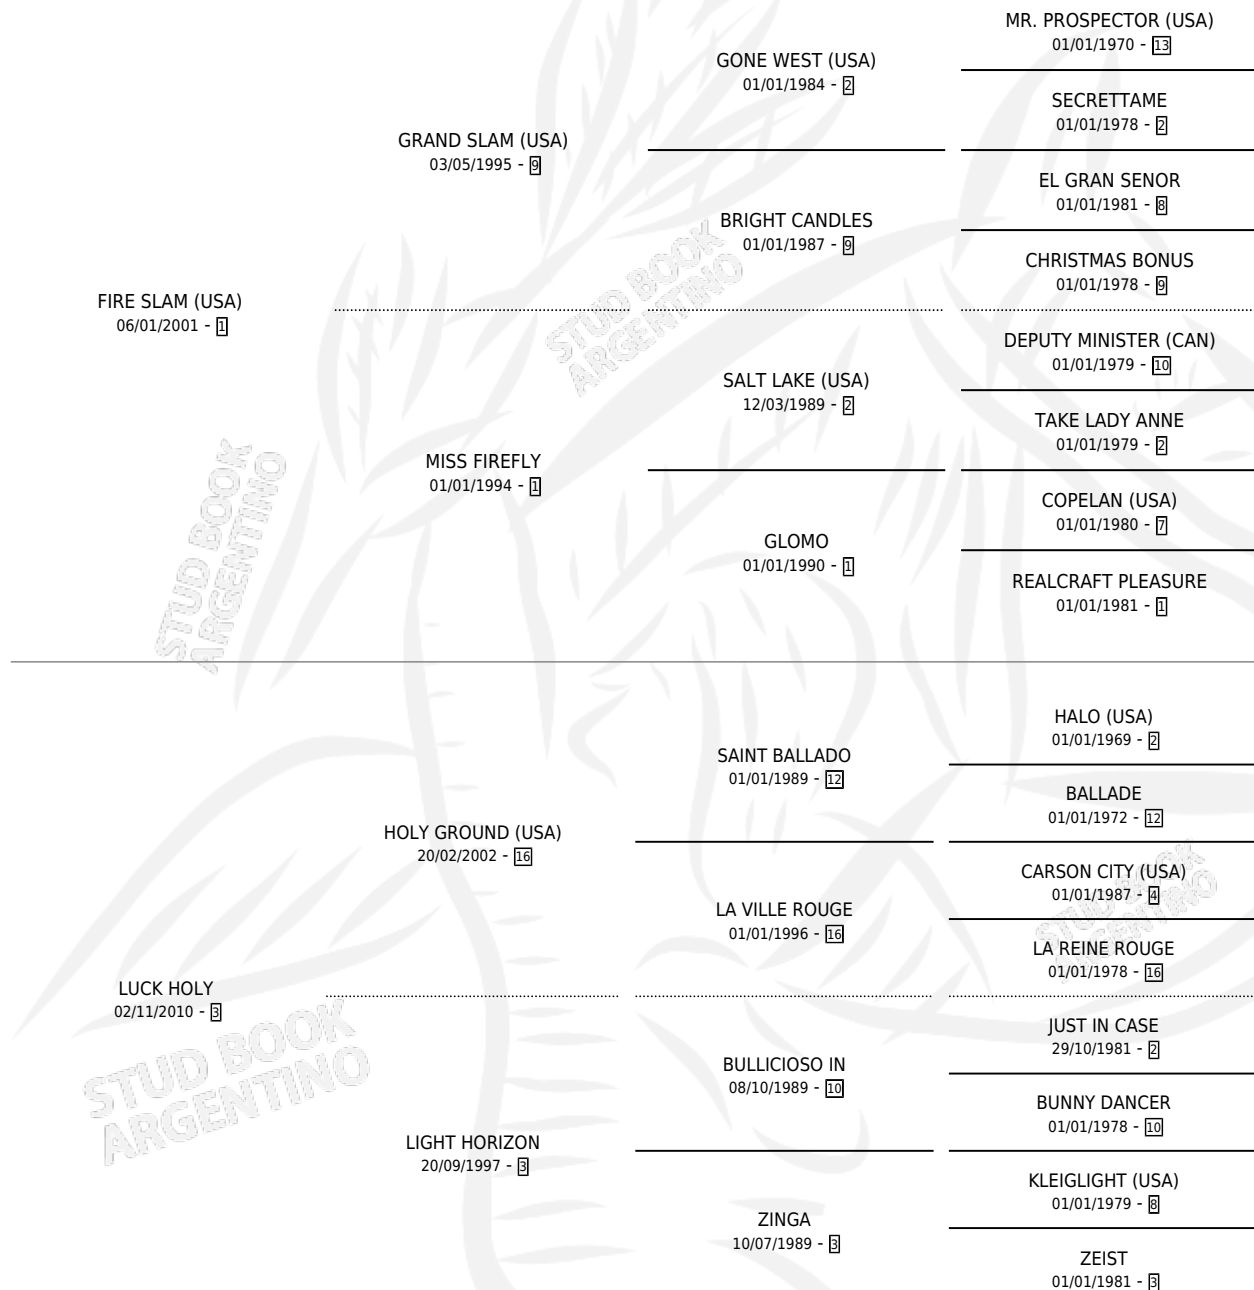 MR. PROSPECTOR (USA)
01/01/1970 - 13
GONE WEST (USA)
01/01/1984 - 2
SECRETTAME
01/01/1978 - 2
GRAND SLAM (USA)
03/05/1995 - 9
EL GRAN SENOR
01/01/1981 - 8
BRIGHT CANDLES
01/01/1987 - 9
CHRISTMAS BONUS
01/01/1978 - 9
FIRE SLAM (USA)
06/01/2001 - 1
STUD BOOK
ARGENTINO
DEPUTY MINISTER (CAN)
01/01/1979 - 10
SALT LAKE (USA)
12/03/1989 - 2
TAKE LADY ANNE
01/01/1979 - 2
MISS FIREFLY
01/01/1994 - 1
COPELAN (USA)
01/01/1980 - 7
GLOMO
01/01/1990 - 1
REALCRAFT PLEASURE
01/01/1981 - 1
STUD BOOK
ARGENTINO
HALO (USA)
01/01/1969 - 2
SAINT BALLADO
01/01/1989 - 12
BALLADE
01/01/1972 - 12
HOLY GROUND (USA)
20/02/2002 - 16
CARSON CITY (USA)
01/01/1987 - 4
LA VILLE ROUGE
01/01/1996 - 16
STUD BOOK
ARGENTINO
LA REINE ROUGE
01/01/1978 - 16
LUCK HOLY
02/11/2010 - 3
JUST IN CASE
29/10/1981 - 2
BULLICIOSO IN
08/10/1989 - 10
STUD BOOK
ARGENTINO
BUNNY DANCER
01/01/1978 - 10
LIGHT HORIZON
20/09/1997 - 3
KLEIGLIGHT (USA)
01/01/1979 - 8
ZINGA
10/07/1989 - 3
ZEIST
01/01/1981 - 3